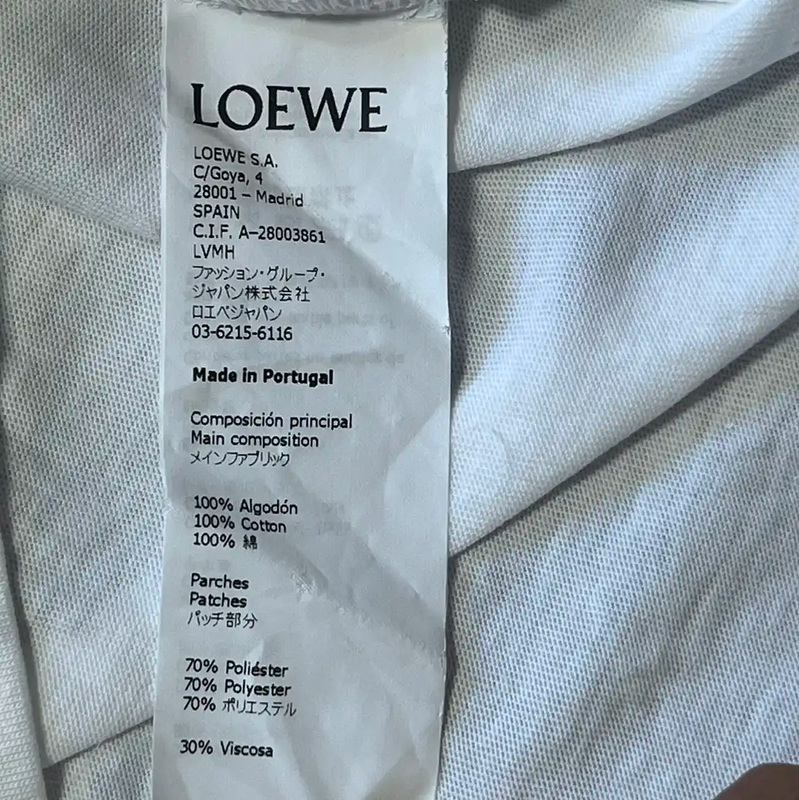 LOEWE
LOEWE S.A.
C/Goya, 4
28001 – Madrid
SPAIN
C.I.F. A–28003861
LVMH
ファッション・グループ・
ジャパン株式会社
ロエベジャパン
03-6215-6116
Made in Portugal
Composición principal
Main composition
メインファブリック
100% Algodón
100% Cotton
100% 綿
Parches
Patches
パッチ部分
70% Poliéster
70% Polyester
70% ポリエステル
30% Viscosa